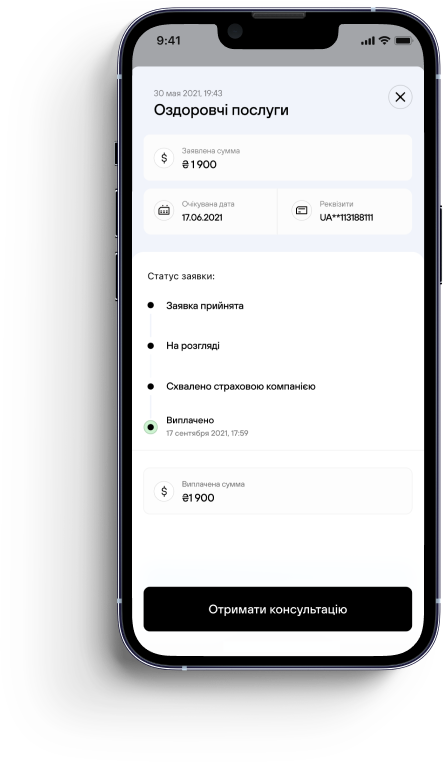 9:41
30 мая 2021, 19:43
Оздоровчі послуги
Заявлена сумма
₴ 1 900
Очікувана дата
17.06.2021
Реквізити
UA**113188111
Статус заявки:
Заявка прийнята
На розгляді
Схвалено страховою компанією
Виплачено
17 сентября 2021, 17:59
Виплачена сумма
₴1 900
Отримати консультацію